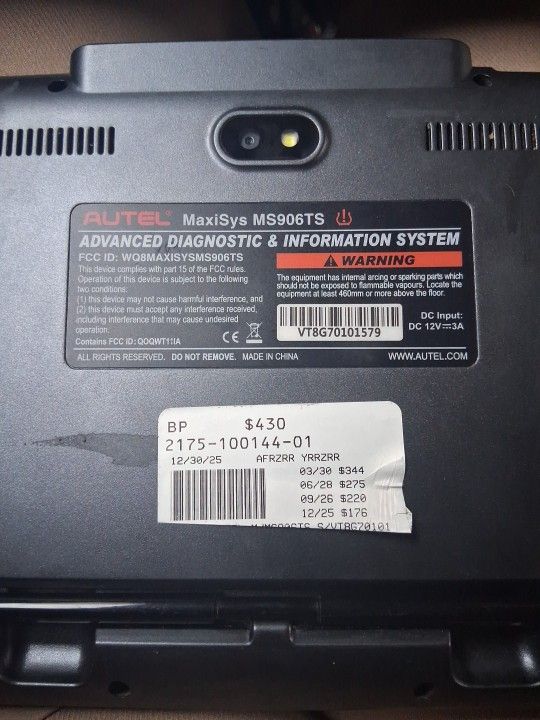 AUTEL® MaxiSys MS906TS
ADVANCED DIAGNOSTIC & INFORMATION SYSTEM
FCC ID: WQ8MAXISYSMS906TS
This device complies with part 15 of the FCC rules.
Operation of this device is subject to the following
two conditions:
(1) this device may not cause harmful interference, and
(2) this device must accept any interference received,
including interference that may cause undesired
operation.
Contains FCC ID:
WARNING
The equipment has internal arcing or sparking parts which
should not be exposed to flammable vapours. Locate the
equipment at least 460mm or more above the floor.
VT8G70101579
DC Input:
DC 12V⎓3A
CE
ALL RIGHTS RESERVED. DO NOT REMOVE. MADE IN CHINA
WWW.AUTEL.COM
BP $430
2175-100144-01
12/30/25 AFRZRR YRRZRR
03/30 $344
06/28 $275
09/26 $220
12/25 $176
S/VT8G70101